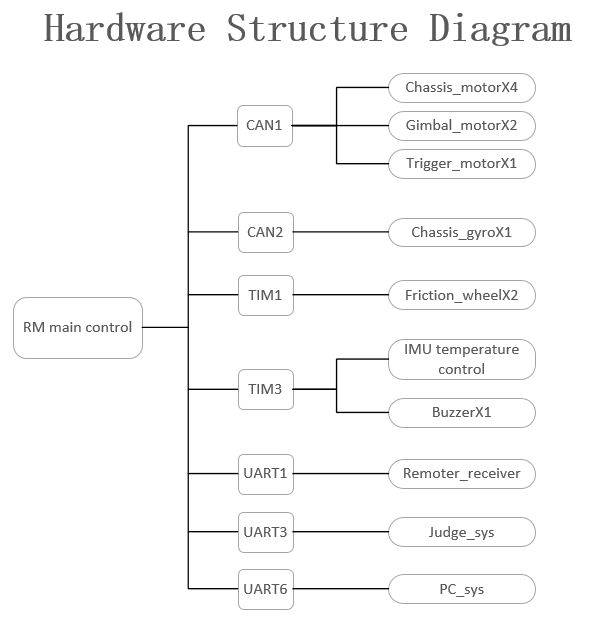 Hardware Structure Diagram
RM main control
CAN1
Chassis_motorX4
Gimbal_motorX2
Trigger_motorX1
CAN2
Chassis_gyroX1
TIM1
Friction_wheelX2
TIM3
IMU temperature
control
BuzzerX1
UART1
Remoter_receiver
UART3
Judge_sys
UART6
PC_sys